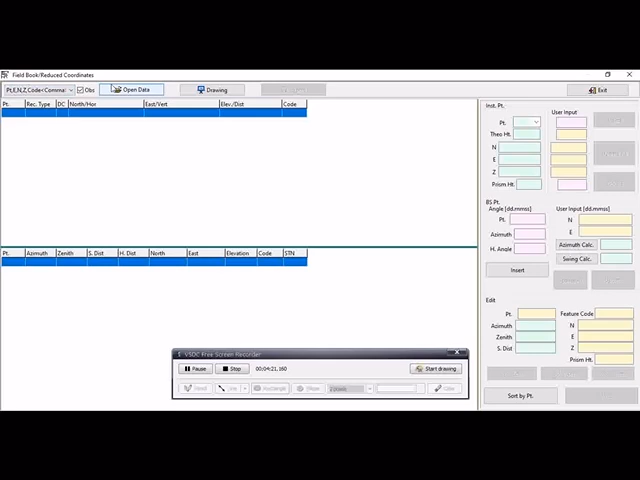 Field Book/Reduced Coordinates
Pt,E,N,Z,Code<Comma> Obs Open Data Drawing Exit
Pt. Rec. Type DC North/Hor East/Vert Elev./Dist Code
Inst. Pt.
User Input
Pt.
Theo Ht.
N
E
Z
Prism Ht.
BS Pt.
Angle [dd.mmss] User Input [dd.mmss]
Pt. N
E
Azimuth Azimuth Calc.
H. Angle Swing Calc.
Insert
Pt. Azimuth Zenith S. Dist H. Dist North East Elevation Code STN
Edit
Pt. Feature Code
Azimuth N
Zenith E
S. Dist Z
Prism Ht.
Sort by Pt.
VSDC Free Screen Recorder
Pause Stop 00:04:21,160 Start drawing
Line Rectangle